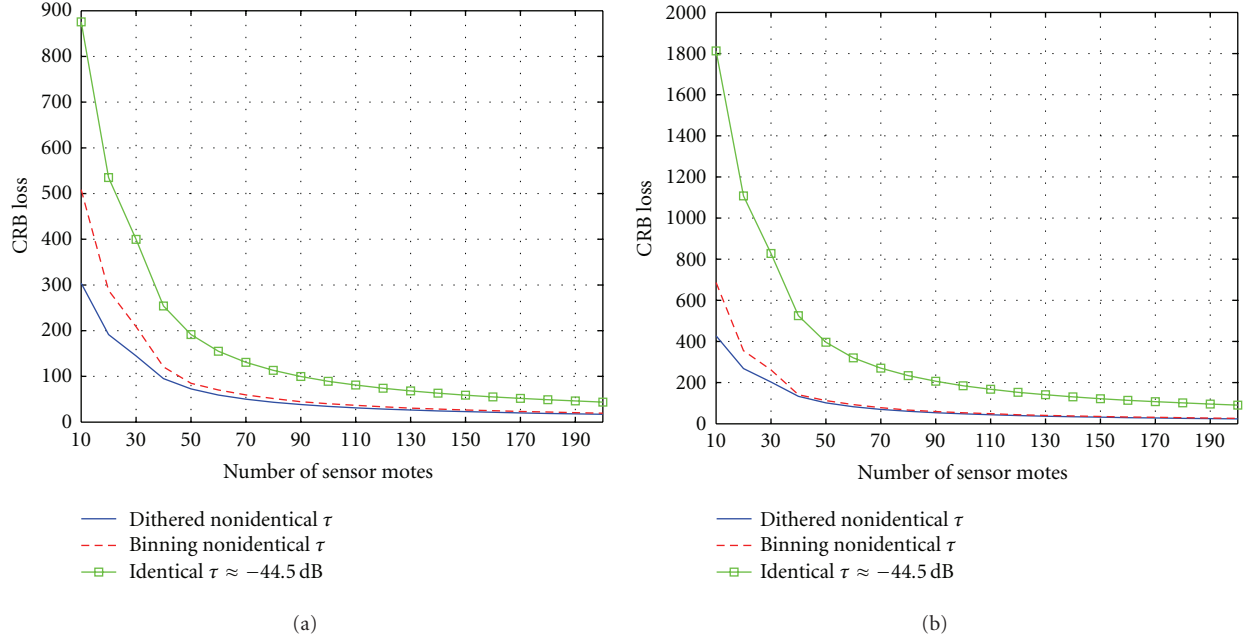 900
800
700
600
500
400
300
200
100
0
CRB loss
10 30 50 70 90 110 130 150 170 190
Number of sensor motes
Dithered nonidentical τ
Binning nonidentical τ
Identical τ ≈ −44.5 dB
(a)
2000
1800
1600
1400
1200
1000
800
600
400
200
0
CRB loss
10 30 50 70 90 110 130 150 170 190
Number of sensor motes
Dithered nonidentical τ
Binning nonidentical τ
Identical τ ≈ −44.5 dB
(b)